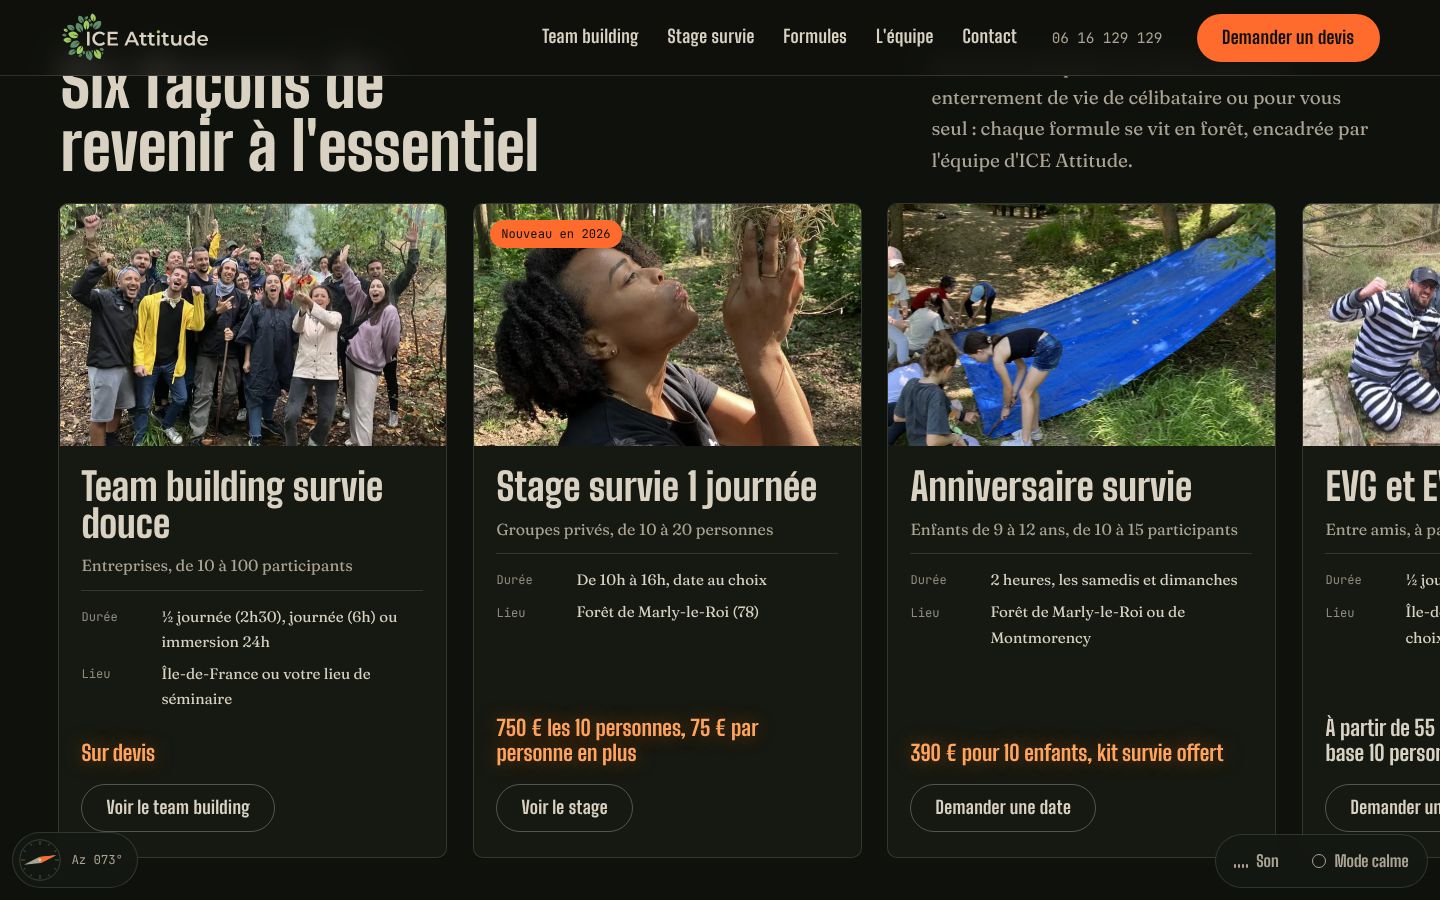 ICE Attitude
Team building
Stage survie
Formules
L'équipe
Contact
06 16 129 129
Demander un devis
Six façons de
revenir à l'essentiel
enterrement de vie de célibataire ou pour vous
seul : chaque formule se vit en forêt, encadrée par
l'équipe d'ICE Attitude.
Team building survie
douce
Entreprises, de 10 à 100 participants
Durée
½ journée (2h30), journée (6h) ou
immersion 24h
Lieu
Île-de-France ou votre lieu de
séminaire
Sur devis
Voir le team building
Nouveau en 2026
Stage survie 1 journée
Groupes privés, de 10 à 20 personnes
Durée
De 10h à 16h, date au choix
Lieu
Forêt de Marly-le-Roi (78)
750 € les 10 personnes, 75 € par
personne en plus
Voir le stage
Anniversaire survie
Enfants de 9 à 12 ans, de 10 à 15 participants
Durée
2 heures, les samedis et dimanches
Lieu
Forêt de Marly-le-Roi ou de
Montmorency
390 € pour 10 enfants, kit survie offert
Demander une date
EVG et
Entre amis, à
Durée
½
Lieu
À partir de 55
base 10
Demander
Az 073°
Son
Mode calme